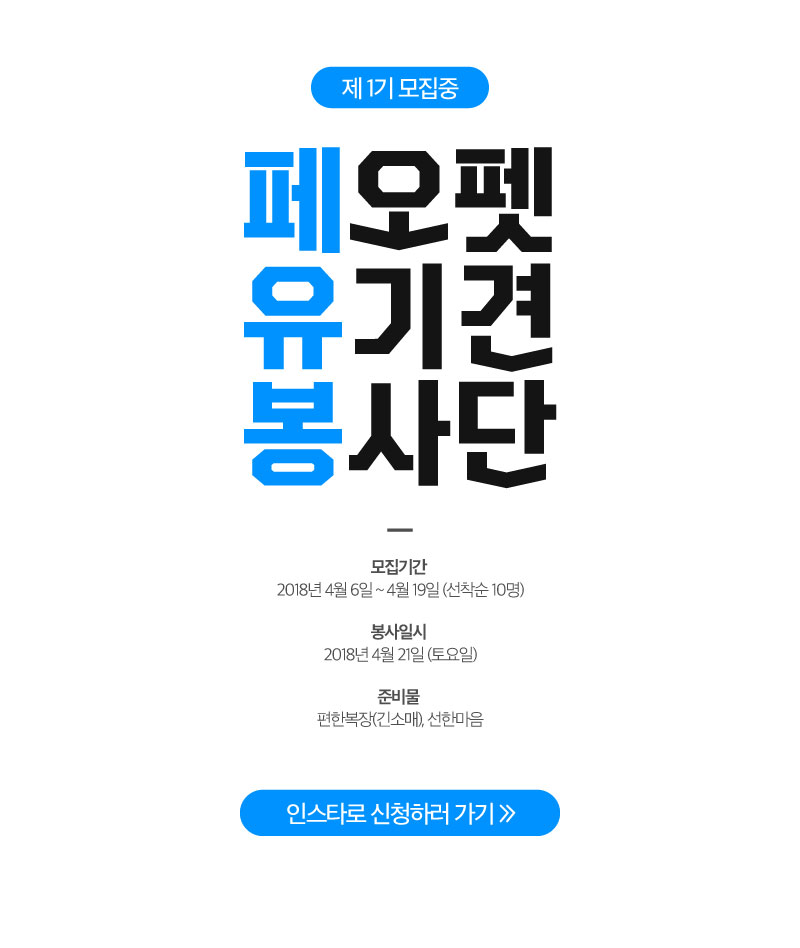 제 1기 모집중
페오펫
유기견
봉사단
모집기간
2018년 4월 6일 ~ 4월 19일 (선착순 10명)
봉사일시
2018년 4월 21일 (토요일)
준비물
편한복장(긴소매), 선한마음
인스타로 신청하러 가기 »